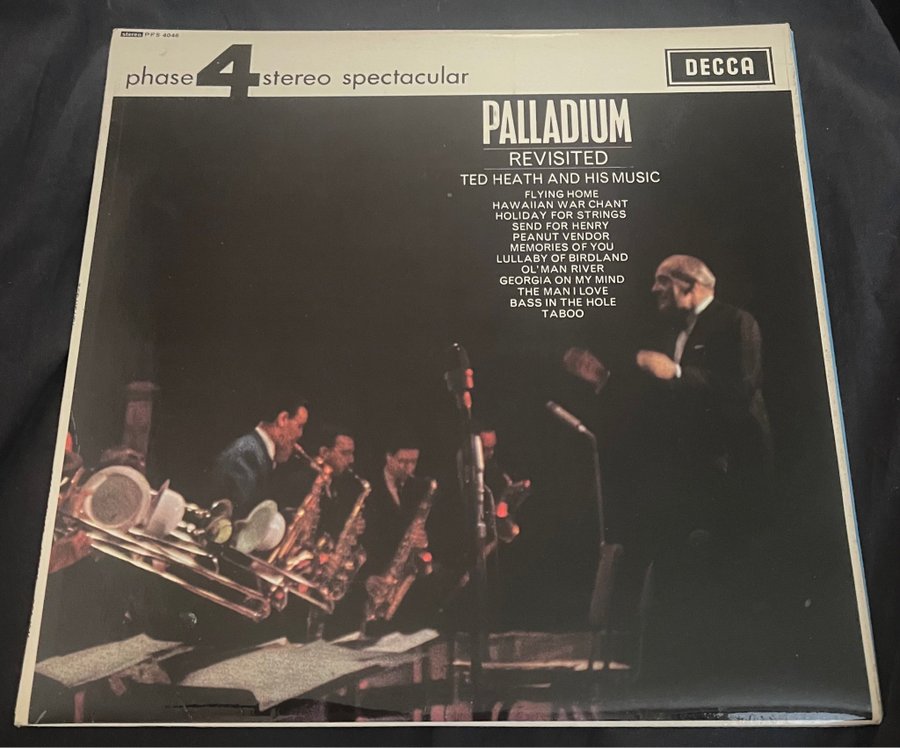 stereo PFS 4046
phase 4 stereo spectacular
DECCA
PALLADIUM
REVISITED
TED HEATH AND HIS MUSIC
FLYING HOME
HAWAIIAN WAR CHANT
HOLIDAY FOR STRINGS
SEND FOR HENRY
PEANUT VENDOR
MEMORIES OF YOU
LULLABY OF BIRDLAND
OL' MAN RIVER
GEORGIA ON MY MIND
THE MAN I LOVE
BASS IN THE HOLE
TABOO